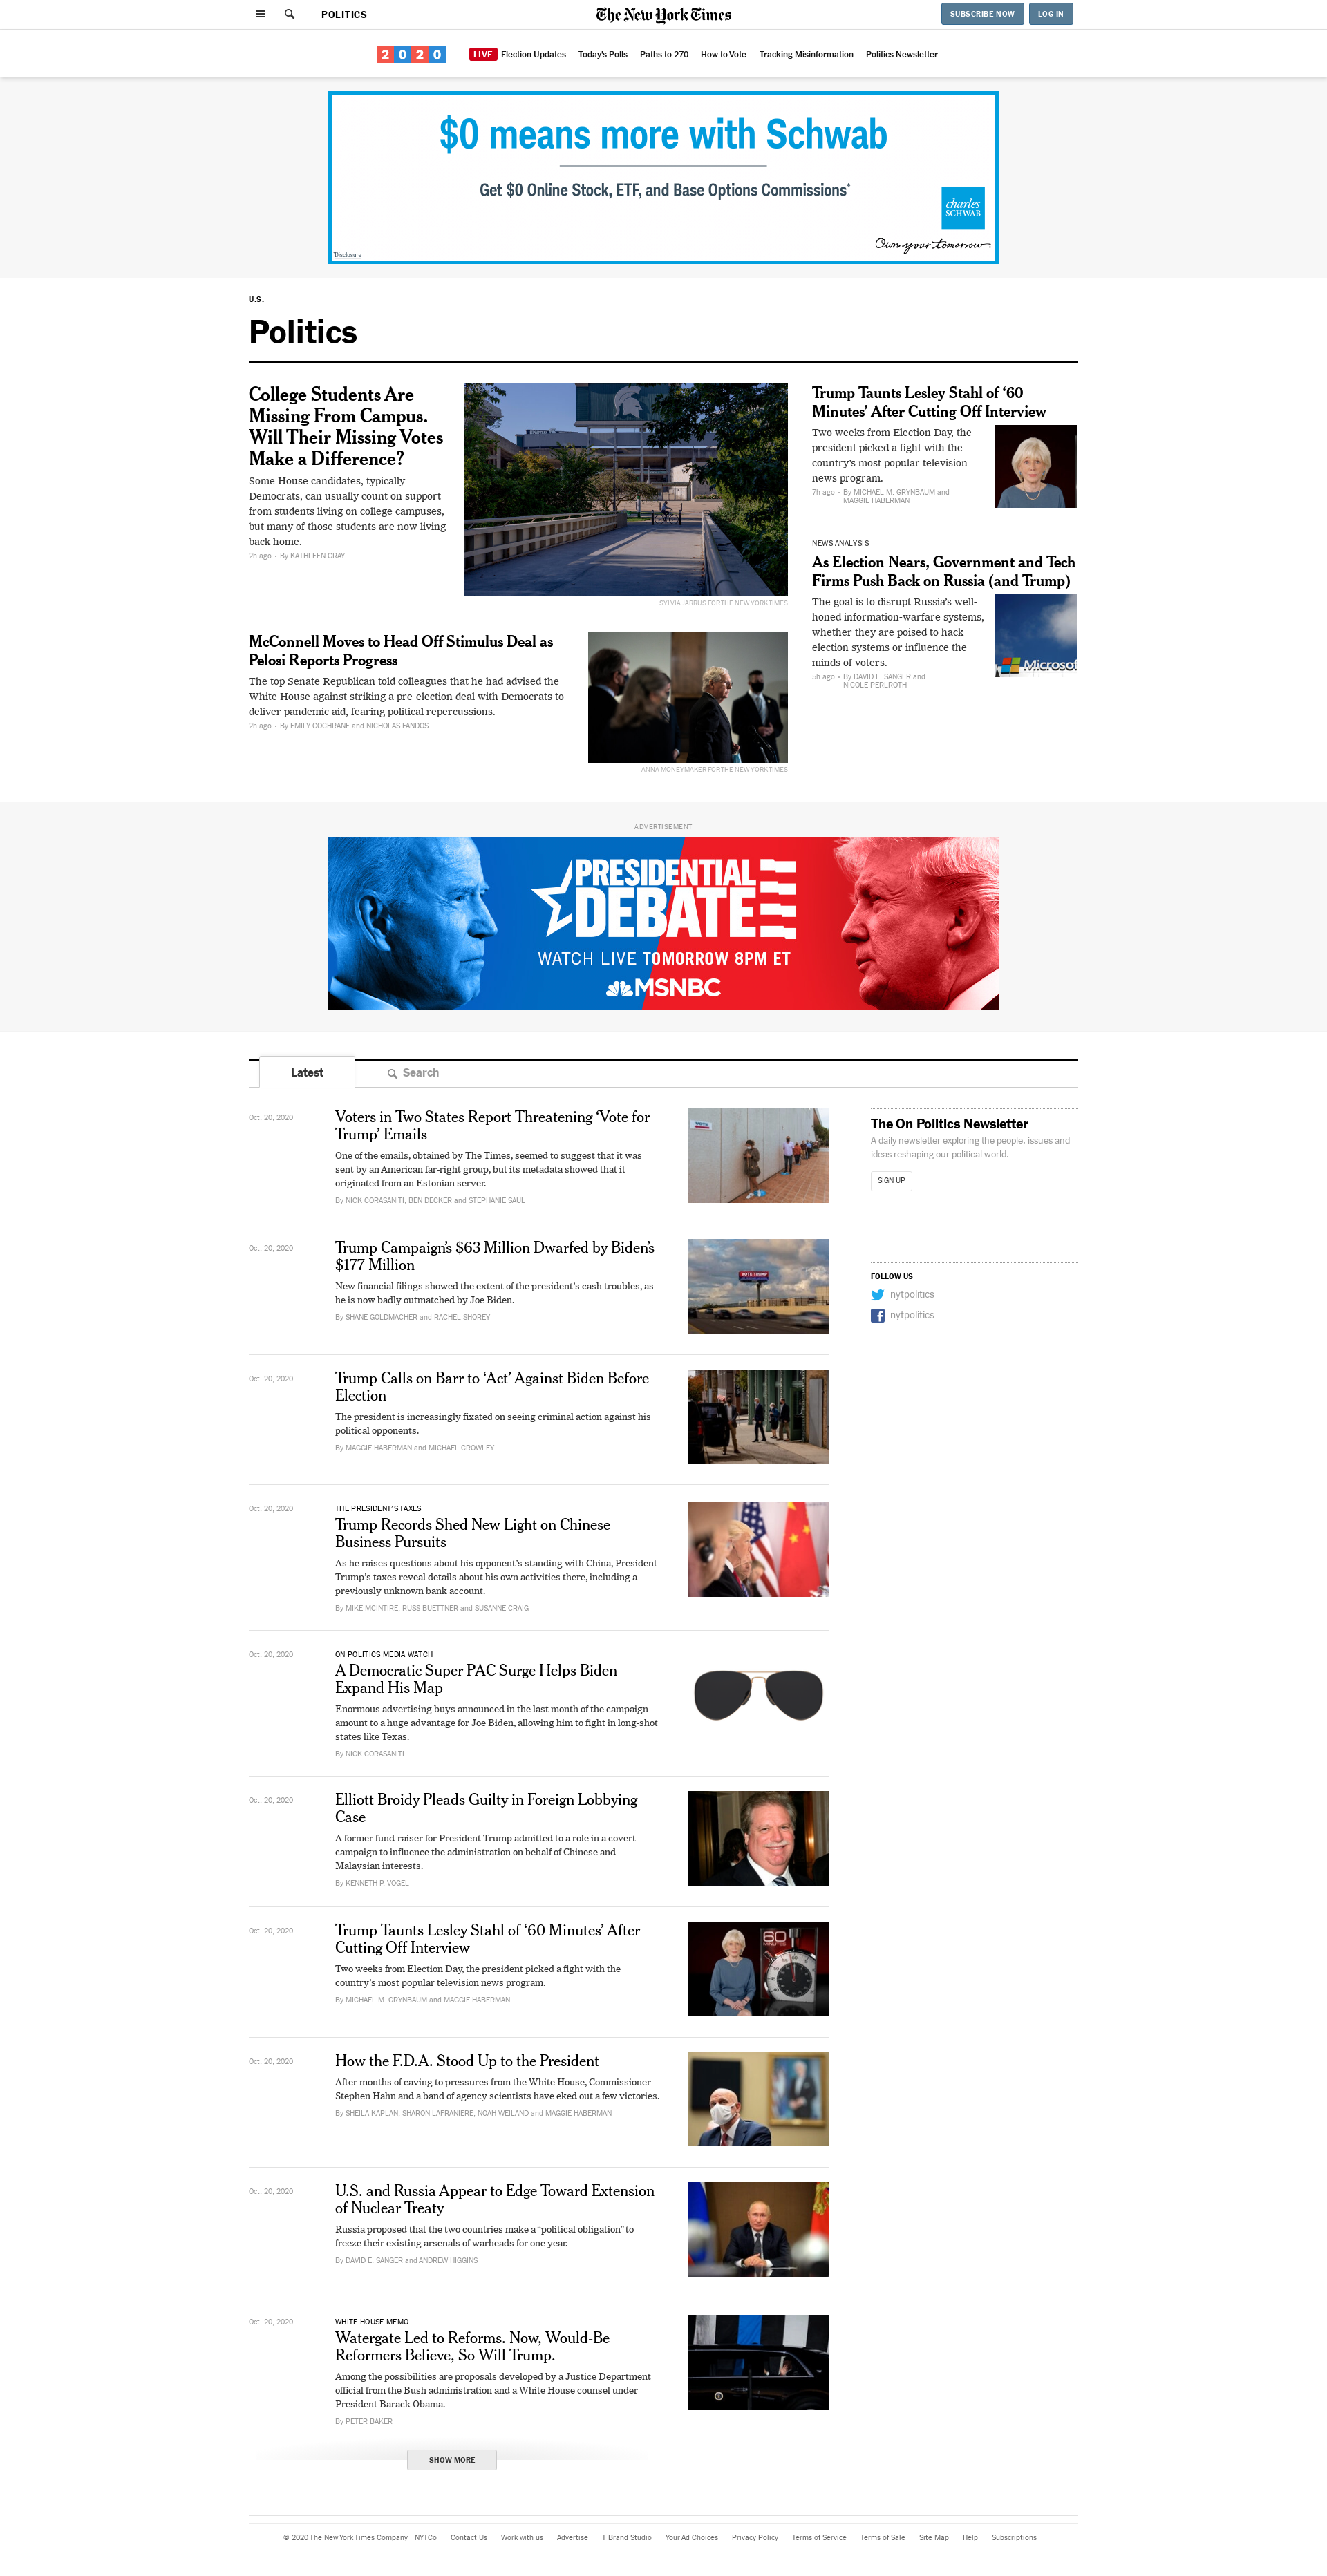 POLITICS
The New York Times
SUBSCRIBE NOW
LOG IN
2020
LIVE Election Updates
Today's Polls
Paths to 270
How to Vote
Tracking Misinformation
Politics Newsletter
$0 means more with Schwab
Get $0 Online Stock, ETF, and Base Options Commissions*
charles
SCHWAB
Own your tomorrow.
*Disclosure
U.S.
Politics
College Students Are
Missing From Campus.
Will Their Missing Votes
Make a Difference?
Some House candidates, typically
Democrats, can usually count on support
from students living on college campuses,
but many of those students are now living
back home.
2h ago - By KATHLEEN GRAY
SYLVIA JARRUS FOR THE NEW YORK TIMES
McConnell Moves to Head Off Stimulus Deal as
Pelosi Reports Progress
The top Senate Republican told colleagues that he had advised the
White House against striking a pre-election deal with Democrats to
deliver pandemic aid, fearing political repercussions.
2h ago - By EMILY COCHRANE and NICHOLAS FANDOS
ANNA MONEYMAKER FOR THE NEW YORK TIMES
Trump Taunts Lesley Stahl of ‘60
Minutes’ After Cutting Off Interview
Two weeks from Election Day, the
president picked a fight with the
country’s most popular television
news program.
7h ago - By MICHAEL M. GRYNBAUM and
MAGGIE HABERMAN
NEWS ANALYSIS
As Election Nears, Government and Tech
Firms Push Back on Russia (and Trump)
The goal is to disrupt Russia’s well-
honed information-warfare systems,
whether they are poised to hack
election systems or influence the
minds of voters.
5h ago - By DAVID E. SANGER and
NICOLE PERLROTH
Microsof
ADVERTISEMENT
PRESIDENTIAL
DEBATE
WATCH LIVE TOMORROW 8PM ET
MSNBC
Latest
Search
Oct. 20, 2020
Voters in Two States Report Threatening ‘Vote for
Trump’ Emails
One of the emails, obtained by The Times, seemed to suggest that it was
sent by an American far-right group, but its metadata showed that it
originated from an Estonian server.
By NICK CORASANITI, BEN DECKER and STEPHANIE SAUL
Oct. 20, 2020
Trump Campaign’s $63 Million Dwarfed by Biden’s
$177 Million
New financial filings showed the extent of the president’s cash troubles, as
he is now badly outmatched by Joe Biden.
By SHANE GOLDMACHER and RACHEL SHOREY
VOTE TRUMP
Oct. 20, 2020
Trump Calls on Barr to ‘Act’ Against Biden Before
Election
The president is increasingly fixated on seeing criminal action against his
political opponents.
By MAGGIE HABERMAN and MICHAEL CROWLEY
Oct. 20, 2020
THE PRESIDENT’S TAXES
Trump Records Shed New Light on Chinese
Business Pursuits
As he raises questions about his opponent’s standing with China, President
Trump’s taxes reveal details about his own activities there, including a
previously unknown bank account.
By MIKE MCINTIRE, RUSS BUETTNER and SUSANNE CRAIG
Oct. 20, 2020
ON POLITICS MEDIA WATCH
A Democratic Super PAC Surge Helps Biden
Expand His Map
Enormous advertising buys announced in the last month of the campaign
amount to a huge advantage for Joe Biden, allowing him to fight in long-shot
states like Texas.
By NICK CORASANITI
Oct. 20, 2020
Elliott Broidy Pleads Guilty in Foreign Lobbying
Case
A former fund-raiser for President Trump admitted to a role in a covert
campaign to influence the administration on behalf of Chinese and
Malaysian interests.
By KENNETH P. VOGEL
Oct. 20, 2020
Trump Taunts Lesley Stahl of ‘60 Minutes’ After
Cutting Off Interview
Two weeks from Election Day, the president picked a fight with the
country’s most popular television news program.
By MICHAEL M. GRYNBAUM and MAGGIE HABERMAN
60
MINUTES
Oct. 20, 2020
How the F.D.A. Stood Up to the President
After months of caving to pressures from the White House, Commissioner
Stephen Hahn and a band of agency scientists have eked out a few victories.
By SHEILA KAPLAN, SHARON LAFRANIERE, NOAH WEILAND and MAGGIE HABERMAN
Oct. 20, 2020
U.S. and Russia Appear to Edge Toward Extension
of Nuclear Treaty
Russia proposed that the two countries make a “political obligation” to
freeze their existing arsenals of warheads for one year.
By DAVID E. SANGER and ANDREW HIGGINS
Oct. 20, 2020
WHITE HOUSE MEMO
Watergate Led to Reforms. Now, Would-Be
Reformers Believe, So Will Trump.
Among the possibilities are proposals developed by a Justice Department
official from the Bush administration and a White House counsel under
President Barack Obama.
By PETER BAKER
SHOW MORE
The On Politics Newsletter
A daily newsletter exploring the people, issues and
ideas reshaping our political world.
SIGN UP
FOLLOW US
nytpolitics
nytpolitics
© 2020 The New York Times Company
NYTCo
Contact Us
Work with us
Advertise
T Brand Studio
Your Ad Choices
Privacy Policy
Terms of Service
Terms of Sale
Site Map
Help
Subscriptions